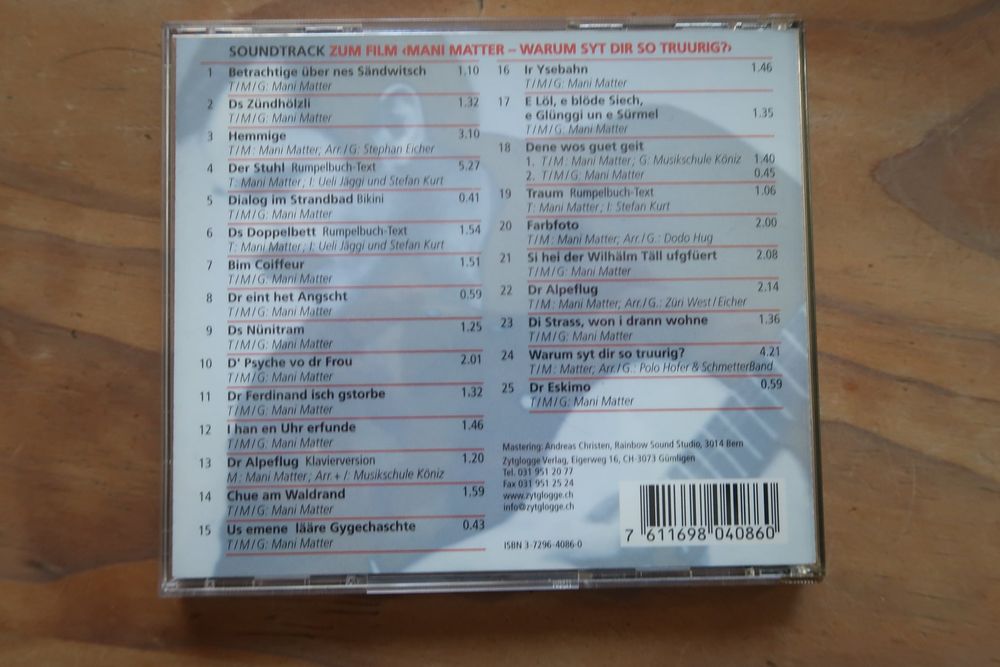 SOUNDTRACK ZUM FILM ‹MANI MATTER – WARUM SYT DIR SO TRUURIG?›
1 Betrachtige über nes Sändwitsch 1.10
T/M/G: Mani Matter
2 Ds Zündhölzli 1.32
T/M/G: Mani Matter
3 Hemmige 3.10
T/M: Mani Matter; Arr./G: Stephan Eicher
4 Der Stuhl Rumpelbuch-Text 5.27
T: Mani Matter; I: Ueli Jäggi und Stefan Kurt
5 Dialog im Strandbad Bikini 0.41
T/M/G: Mani Matter
6 Ds Doppelbett Rumpelbuch-Text 1.54
T: Mani Matter; I: Ueli Jäggi und Stefan Kurt
7 Bim Coiffeur 1.51
T/M/G: Mani Matter
8 Dr eint het Angscht 0.59
T/M/G: Mani Matter
9 Ds Nünitram 1.25
T/M/G: Mani Matter
10 D' Psyche vo dr Frou 2.01
T/M/G: Mani Matter
11 Dr Ferdinand isch gstorbe 1.32
T/M/G: Mani Matter
12 I han en Uhr erfunde 1.46
T/M/G: Mani Matter
13 Dr Alpeflug Klavierversion 1.20
M: Mani Matter; Arr.+ I: Musikschule Köniz
14 Chue am Waldrand 1.59
T/M/G: Mani Matter
15 Us emene lääre Gygechaschte 0.43
T/M/G: Mani Matter
16 Ir Ysebahn 1.46
T/M/G: Mani Matter
17 E Löl, e blöde Siech,
e Glünggi un e Sürmel 1.35
T/M/G: Mani Matter
18 Dene wos guet geit
1. T/M: Mani Matter; G: Musikschule Köniz 1.40
2. T/M/G: Mani Matter 0.45
19 Traum Rumpelbuch-Text 1.06
T: Mani Matter; I: Stefan Kurt
20 Farbfoto 2.00
T/M: Mani Matter; Arr./G.: Dodo Hug
21 Si hei der Wilhälm Täll ufgfüert 2.08
T/M/G: Mani Matter
22 Dr Alpeflug 2.14
T/M: Mani Matter; Arr./G.: Züri West/Eicher
23 Di Strass, won i drann wohne 1.36
T/M/G: Mani Matter
24 Warum syt dir so truurig? 4.21
T/M: Matter; Arr./G.: Polo Hofer & SchmetterBand
25 Dr Eskimo 0.59
T/M/G: Mani Matter
Mastering: Andreas Christen, Rainbow Sound Studio, 3014 Bern
Zytglogge Verlag, Eigerweg 16, CH-3073 Gümligen
Tel. 031 951 20 77
Fax 031 951 25 24
www.zytglogge.ch
info@zytglogge.ch
ISBN 3-7296-4086-0
7 611698 040860